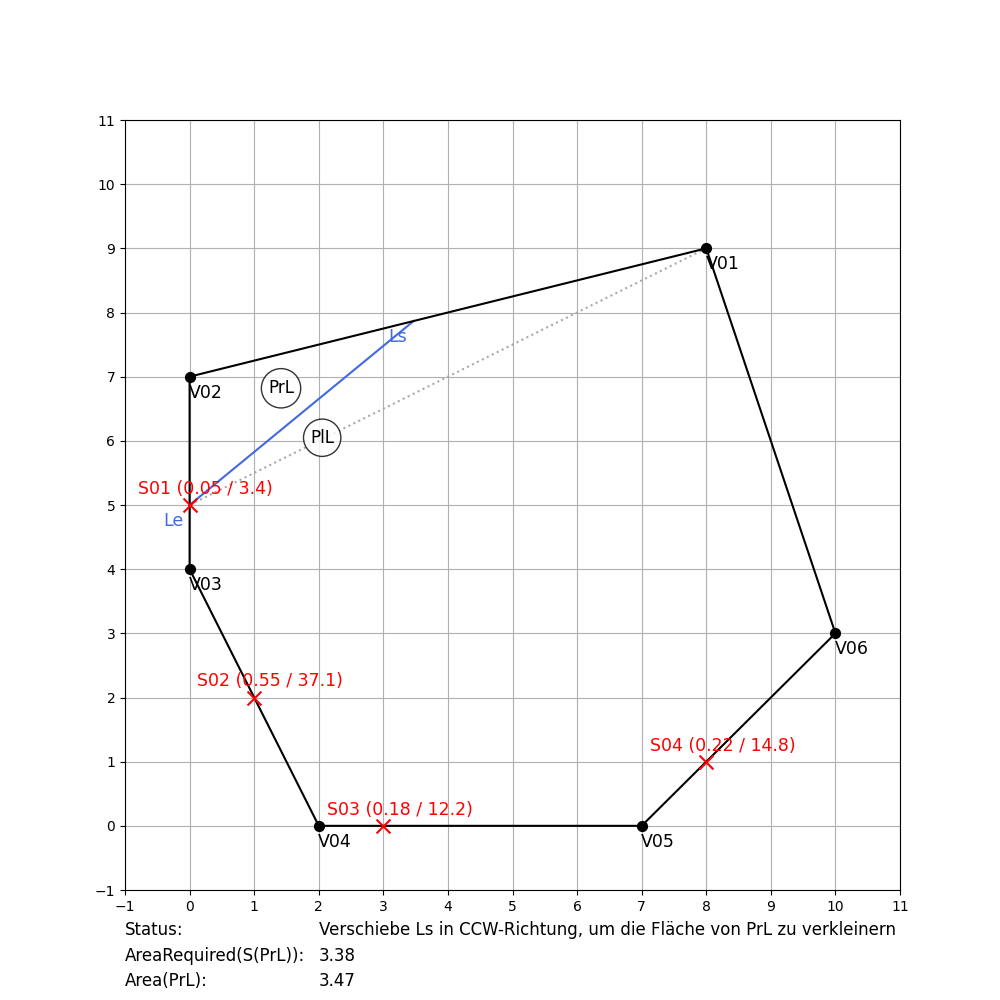 11
10
9
V01
8
Ls
7
PrL
V02
6
PlL
S01 (0.05 / 3.4)
5
Le
4
V03
3
V06
S02 (0.55 / 37.1)
2
S04 (0.22 / 14.8)
1
S03 (0.18 / 12.2)
0
V04
V05
−1
−1 0 1 2 3 4 5 6 7 8 9 10 11
Status: Verschiebe Ls in CCW-Richtung, um die Fläche von PrL zu verkleinern
AreaRequired(S(PrL)): 3.38
Area(PrL): 3.47